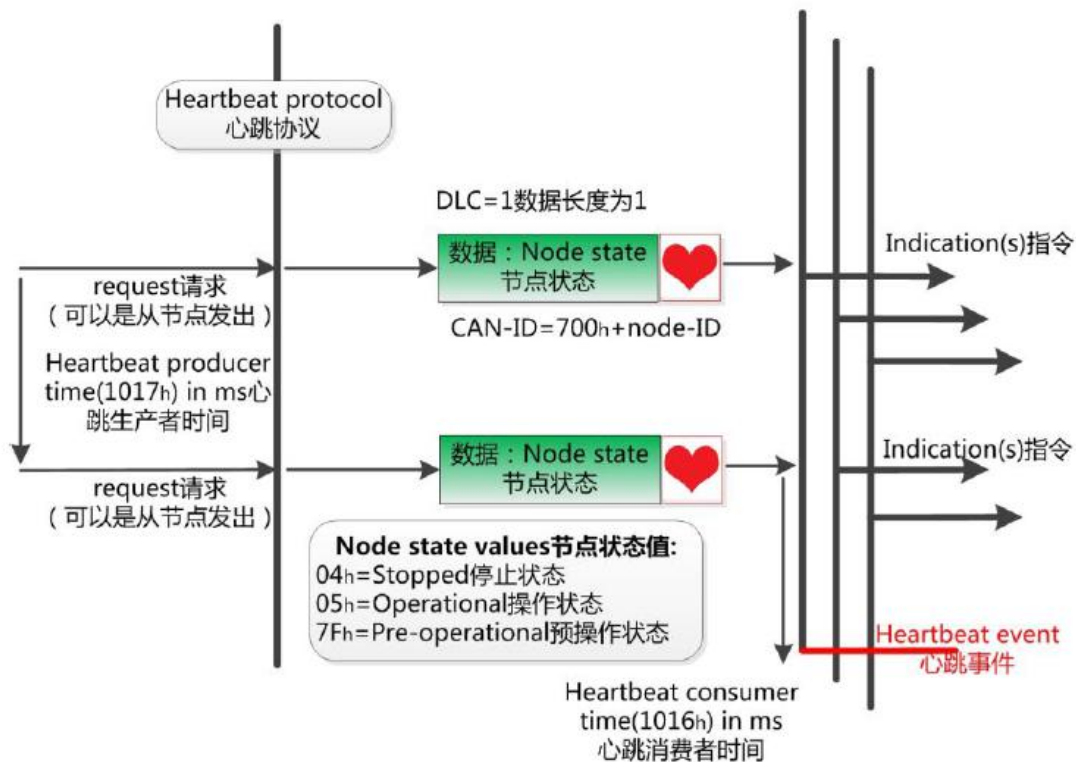 Heartbeat protocol
心跳协议
DLC=1数据长度为1
数据：Node state
节点状态
Indication(s)指令
request请求
（可以是从节点发出）
CAN-ID=700h+node-ID
Heartbeat producer
time(1017h) in ms心
跳生产者时间
数据：Node state
节点状态
Indication(s)指令
request请求
（可以是从节点发出）
Node state values节点状态值:
04h=Stopped停止状态
05h=Operational操作状态
7Fh=Pre-operational预操作状态
Heartbeat event
心跳事件
Heartbeat consumer
time(1016h) in ms
心跳消费者时间